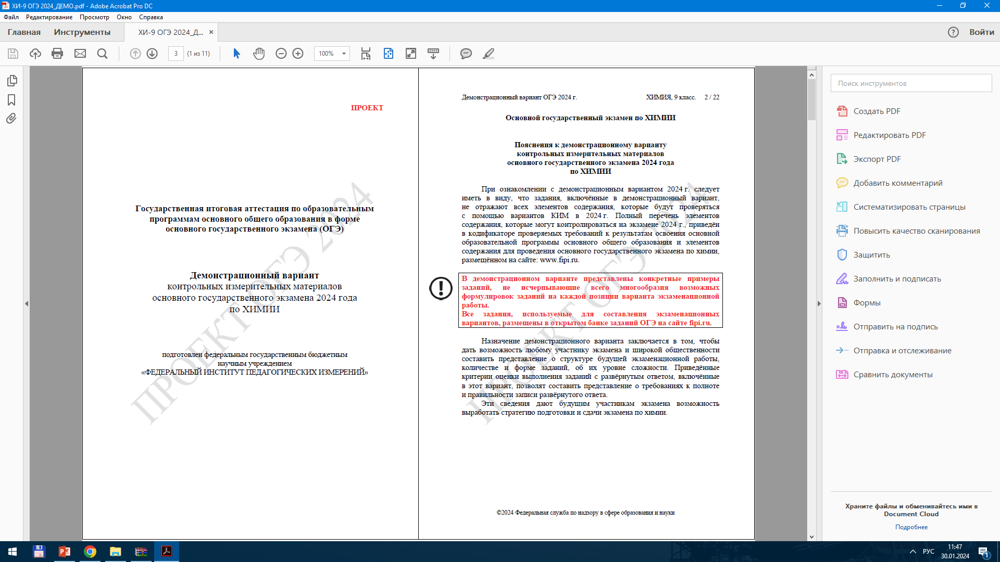 ХИ-9 ОГЭ 2024_ДЕМО.pdf - Adobe Acrobat Pro DC
Файл Редактирование Просмотр Окно Справка
Главная Инструменты ХИ-9 ОГЭ 2024_Д... × Войти
3 (1 из 11) 100%
ПРОЕКТ
Государственная итоговая аттестация по образовательным
программам основного общего образования в форме
основного государственного экзамена (ОГЭ)
Демонстрационный вариант
контрольных измерительных материалов
основного государственного экзамена 2024 года
по ХИМИИ
подготовлен федеральным государственным бюджетным
научным учреждением
«ФЕДЕРАЛЬНЫЙ ИНСТИТУТ ПЕДАГОГИЧЕСКИХ ИЗМЕРЕНИЙ»
ПРОЕКТ ОГЭ 2024
Демонстрационный вариант ОГЭ 2024 г. ХИМИЯ, 9 класс. 2 / 22
Основной государственный экзамен по ХИМИИ
Пояснения к демонстрационному варианту
контрольных измерительных материалов
основного государственного экзамена 2024 года
по ХИМИИ
При ознакомлении с демонстрационным вариантом 2024 г. следует
иметь в виду, что задания, включённые в демонстрационный вариант,
не отражают всех элементов содержания, которые будут проверяться
с помощью вариантов КИМ в 2024 г. Полный перечень элементов
содержания, которые могут контролироваться на экзамене 2024 г., приведён
в кодификаторе проверяемых требований к результатам освоения основной
образовательной программы основного общего образования и элементов
содержания для проведения основного государственного экзамена по химии,
размещённом на сайте: www.fipi.ru.
В демонстрационном варианте представлены конкретные примеры
заданий, не исчерпывающие всего многообразия возможных
формулировок заданий на каждой позиции варианта экзаменационной
работы.
Все задания, используемые для составления экзаменационных
вариантов, размещены в открытом банке заданий ОГЭ на сайте fipi.ru.
Назначение демонстрационного варианта заключается в том, чтобы
дать возможность любому участнику экзамена и широкой общественности
составить представление о структуре будущей экзаменационной работы,
количестве и форме заданий, об их уровне сложности. Приведённые
критерии оценки выполнения заданий с развёрнутым ответом, включённые
в этот вариант, позволят составить представление о требованиях к полноте
и правильности записи развёрнутого ответа.
Эти сведения дают будущим участникам экзамена возможность
выработать стратегию подготовки и сдачи экзамена по химии.
ПРОЕКТ ОГЭ 2024
©2024 Федеральная служба по надзору в сфере образования и науки
Поиск инструментов
Создать PDF
Редактировать PDF
Экспорт PDF
Добавить комментарий
Систематизировать страницы
Повысить качество сканирования
Защитить
Заполнить и подписать
Формы
Отправить на подпись
Отправка и отслеживание
Сравнить документы
Храните файлы и обменивайтесь ими в
Document Cloud
Подробнее
РУС
11:47
30.01.2024
1